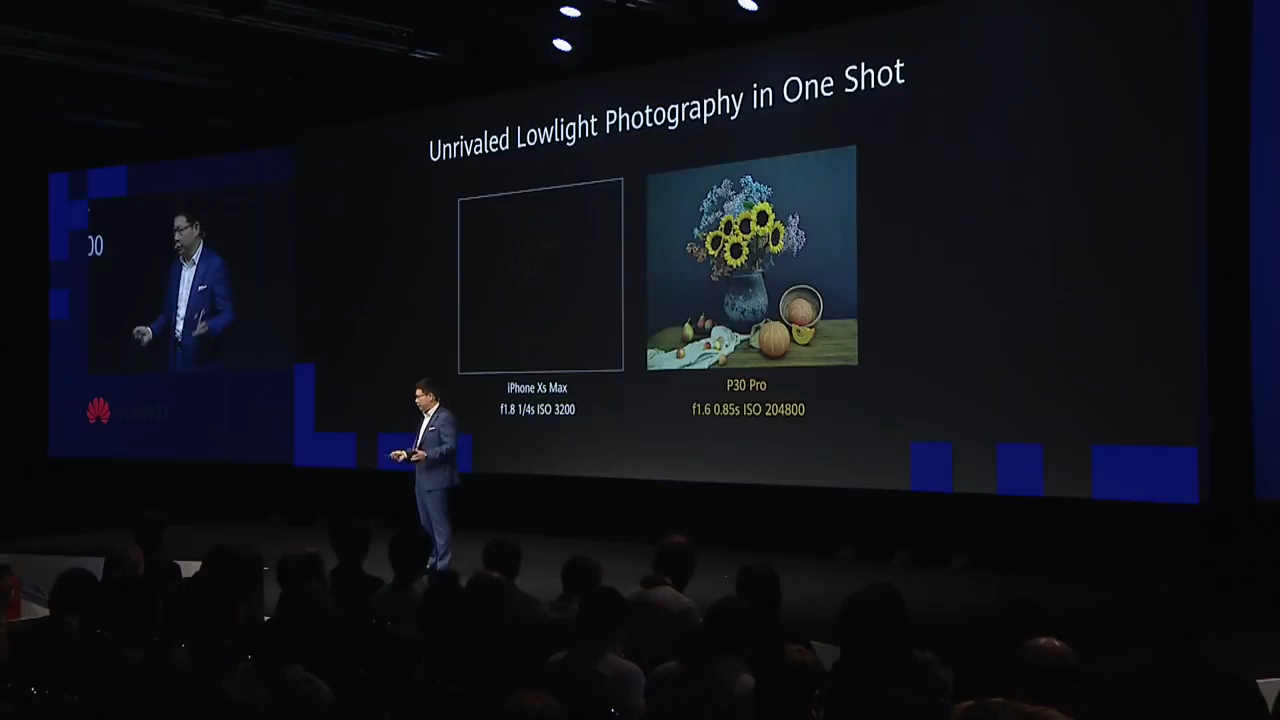 Unrivaled Lowlight Photography in One Shot
00
iPhone Xs Max
f1.8 1/4s ISO 3200
P30 Pro
f1.6 0.85s ISO 204800